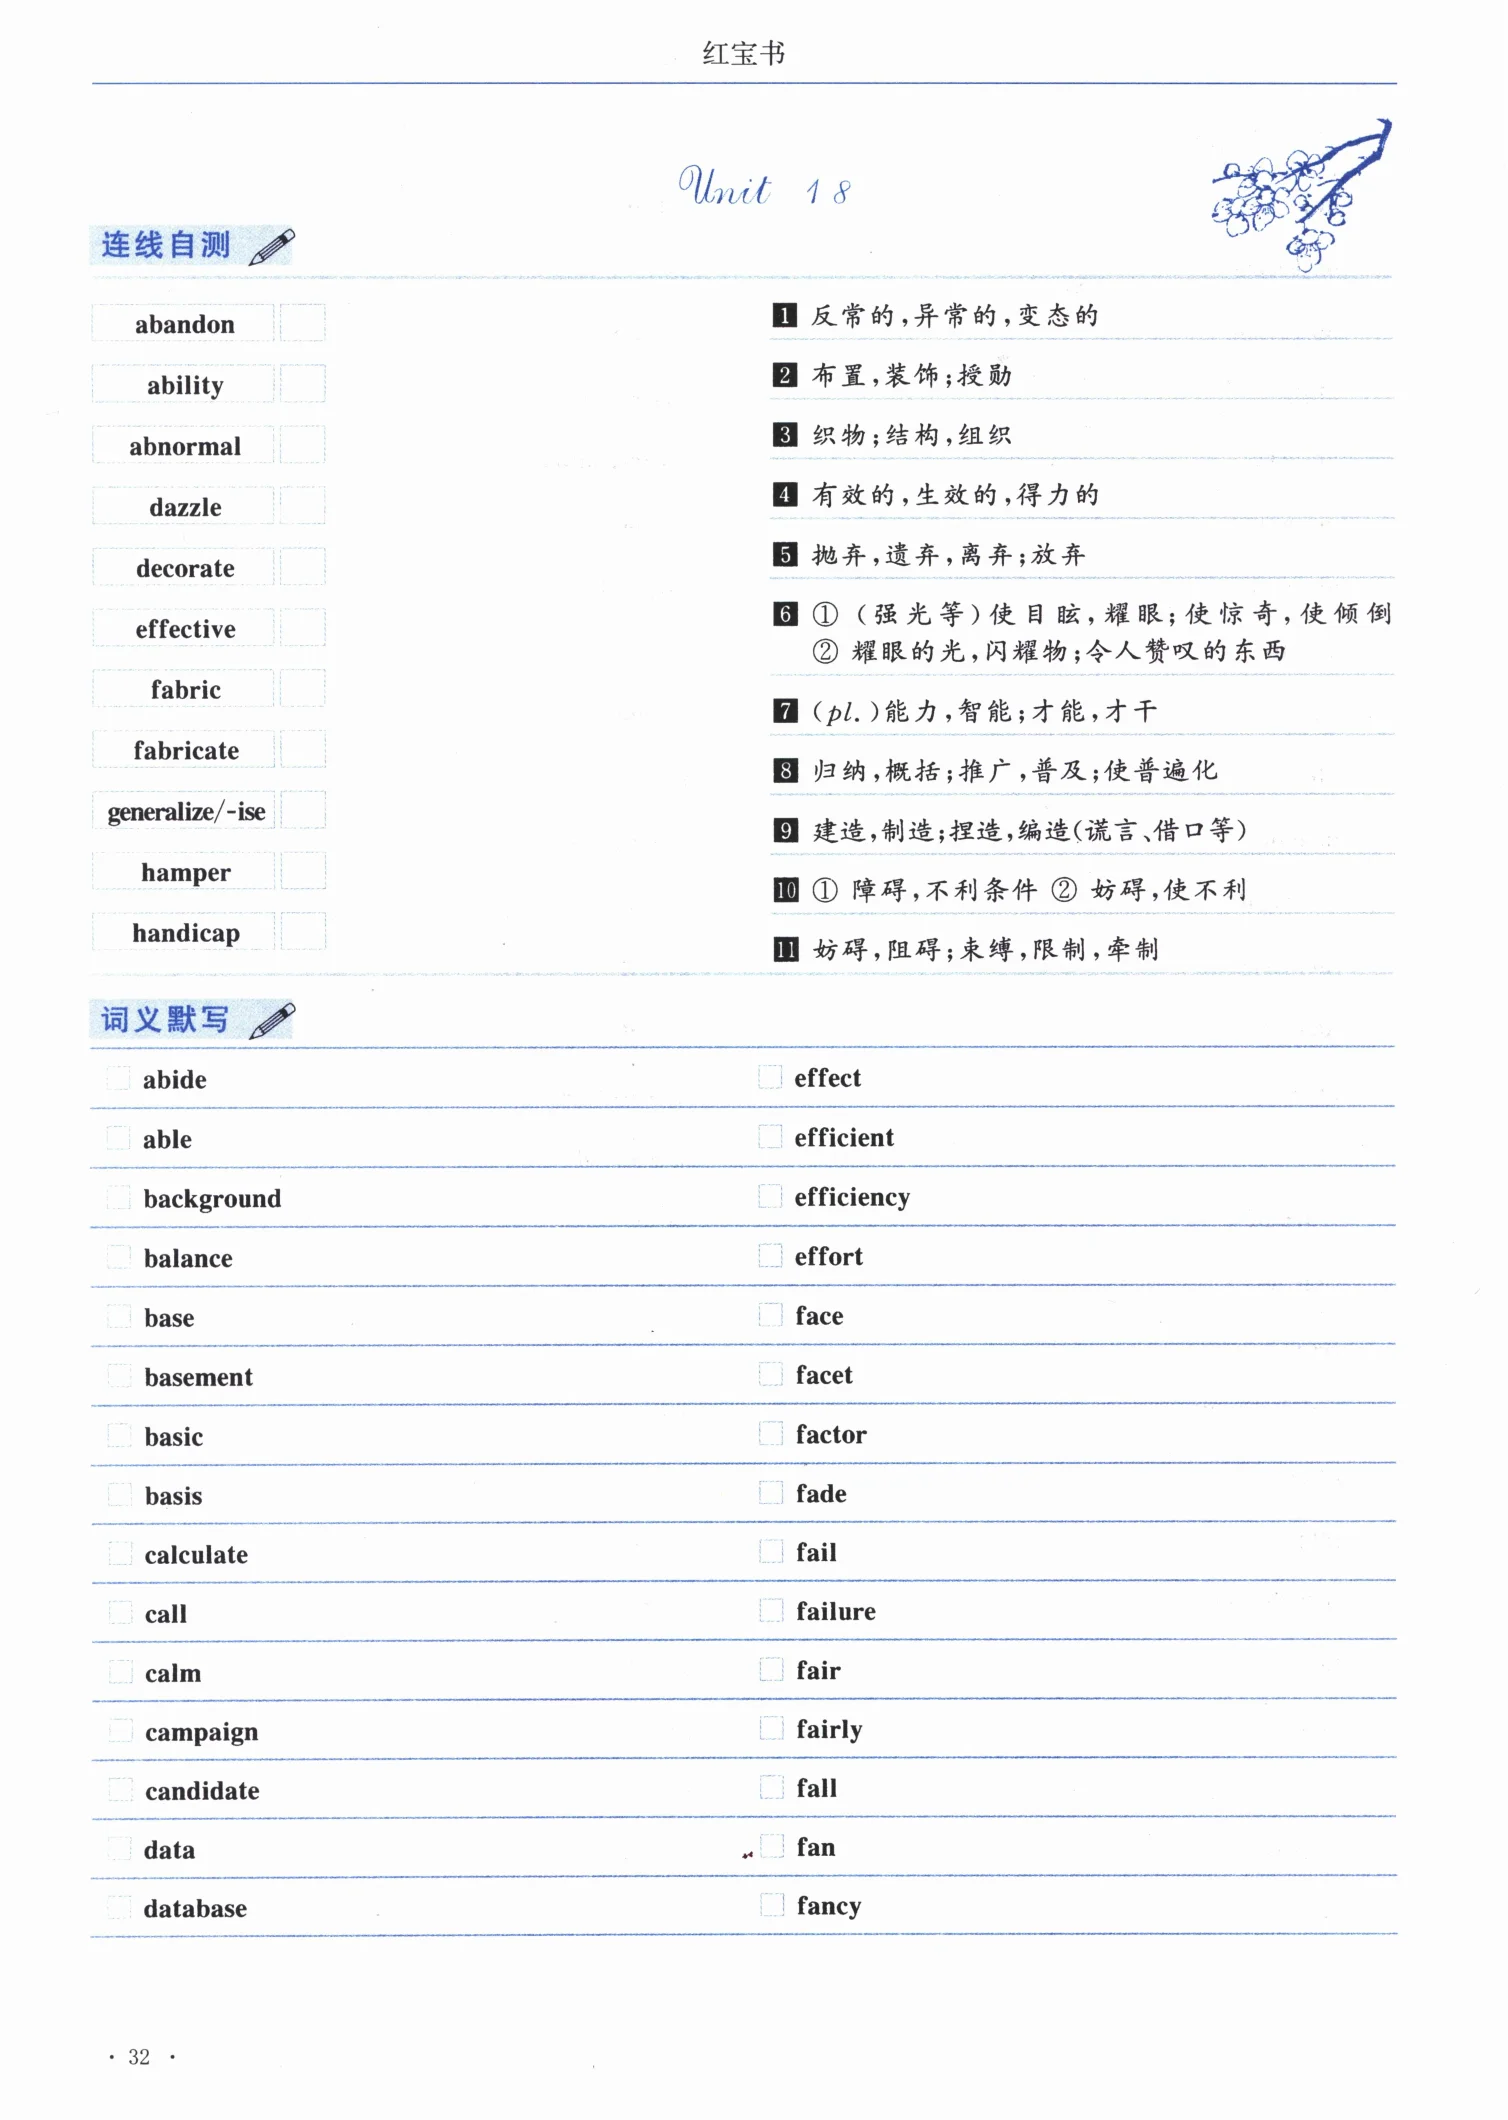 红宝书
Unit 18
连线自测
abandon
ability
abnormal
dazzle
decorate
effective
fabric
fabricate
generalize/-ise
hamper
handicap
1 反常的,异常的,变态的
2 布置,装饰;授勋
3 织物;结构,组织
4 有效的,生效的,得力的
5 抛弃,遗弃,离弃;放弃
6 ① (强光等)使目眩,耀眼;使惊奇,使倾倒
② 耀眼的光,闪耀物;令人赞叹的东西
7 (pl.)能力,智能;才能,才干
8 归纳,概括;推广,普及;使普遍化
9 建造,制造;捏造,编造(谎言、借口等)
10 ① 障碍,不利条件 ② 妨碍,使不利
11 妨碍,阻碍;束缚,限制,牵制
词义默写
abide
able
background
balance
base
basement
basic
basis
calculate
call
calm
campaign
candidate
data
database
effect
efficient
efficiency
effort
face
facet
factor
fade
fail
failure
fair
fairly
fall
fan
fancy
· 32 ·